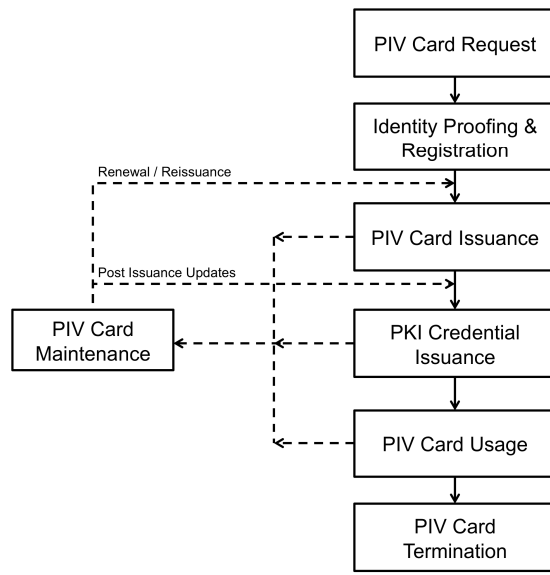 PIV Card Request
Identity Proofing &
Registration
Renewal / Reissuance
PIV Card Issuance
Post Issuance Updates
PIV Card
Maintenance
PKI Credential
Issuance
PIV Card Usage
PIV Card
Termination